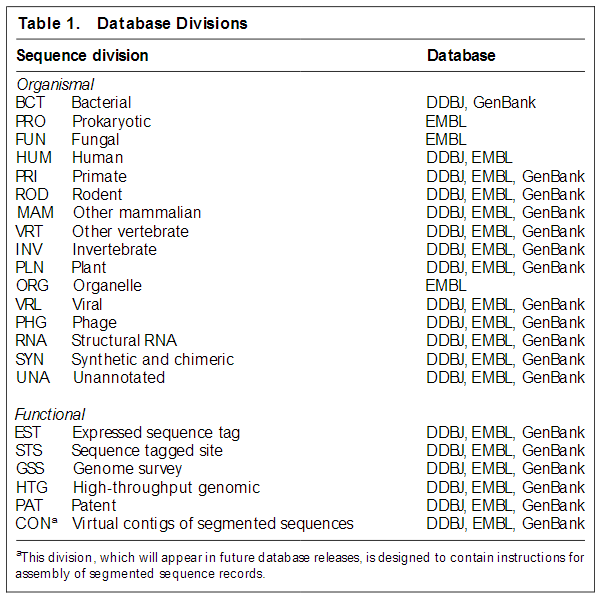 Table 1. Database Divisions
Sequence division Database
Organismal
BCT Bacterial DDBJ, GenBank
PRO Prokaryotic EMBL
FUN Fungal EMBL
HUM Human DDBJ, EMBL
PRI Primate DDBJ, EMBL, GenBank
ROD Rodent DDBJ, EMBL, GenBank
MAM Other mammalian DDBJ, EMBL, GenBank
VRT Other vertebrate DDBJ, EMBL, GenBank
INV Invertebrate DDBJ, EMBL, GenBank
PLN Plant DDBJ, EMBL, GenBank
ORG Organelle EMBL
VRL Viral DDBJ, EMBL, GenBank
PHG Phage DDBJ, EMBL, GenBank
RNA Structural RNA DDBJ, EMBL, GenBank
SYN Synthetic and chimeric DDBJ, EMBL, GenBank
UNA Unannotated DDBJ, EMBL, GenBank
Functional
EST Expressed sequence tag DDBJ, EMBL, GenBank
STS Sequence tagged site DDBJ, EMBL, GenBank
GSS Genome survey DDBJ, EMBL, GenBank
HTG High-throughput genomic DDBJ, EMBL, GenBank
PAT Patent DDBJ, EMBL, GenBank
CONᵃ Virtual contigs of segmented sequences DDBJ, EMBL, GenBank
ᵃThis division, which will appear in future database releases, is designed to contain instructions for
assembly of segmented sequence records.